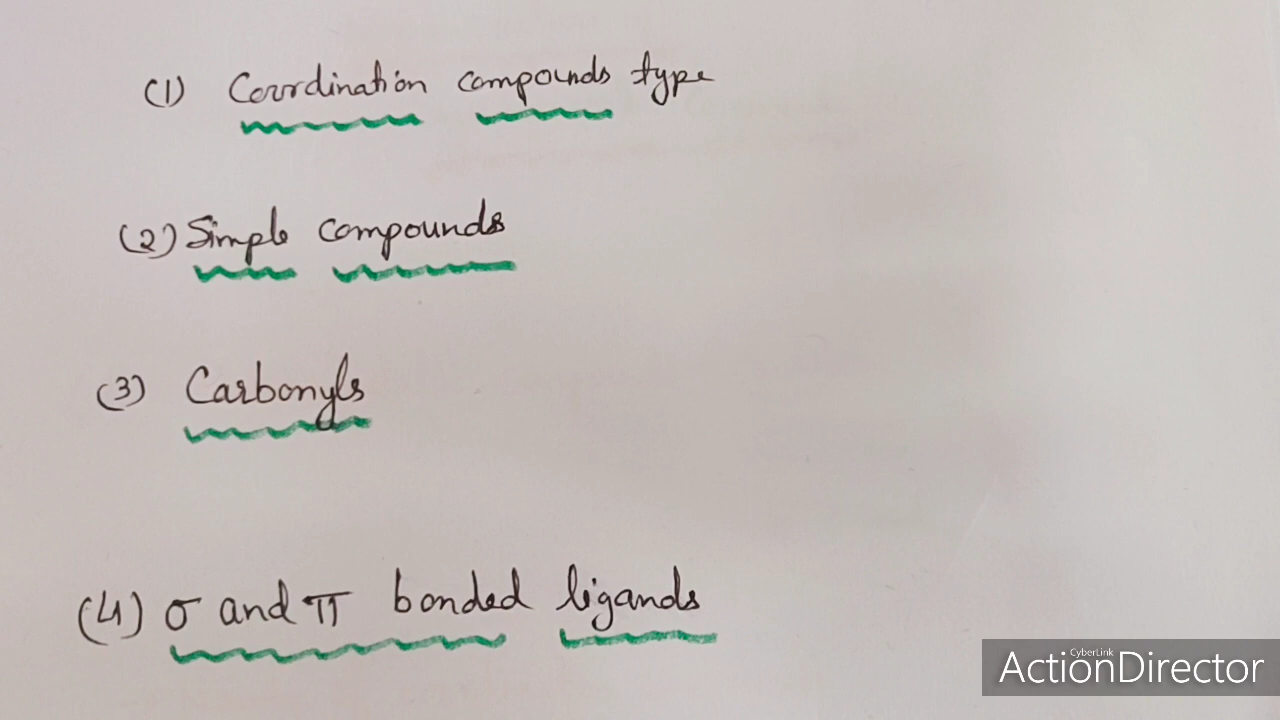 (1) Coordination compounds type
(2) Simple compounds
(3) Carbonyls
(4) σ and π bonded ligands
CyberLink
ActionDirector